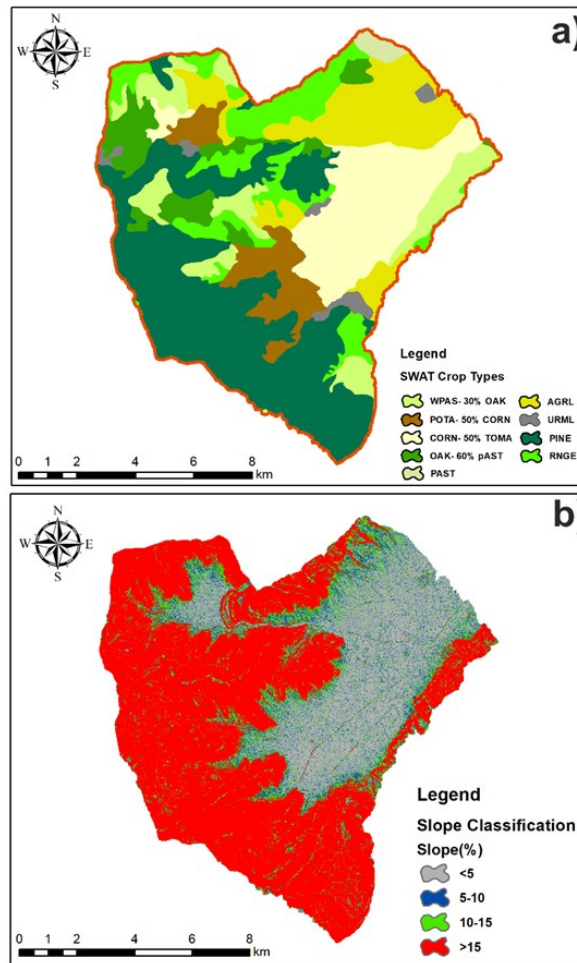 a)
N
W E
S
Legend
SWAT Crop Types
WPAS- 30% OAK AGRL
POTA- 50% CORN URML
CORN- 50% TOMA PINE
OAK- 60% pAST RNGE
PAST
0 2 4 6 8
km
b)
N
W E
S
Legend
Slope Classification
Slope(%)
<5
5-10
10-15
>15
0 2 4 6 8
km